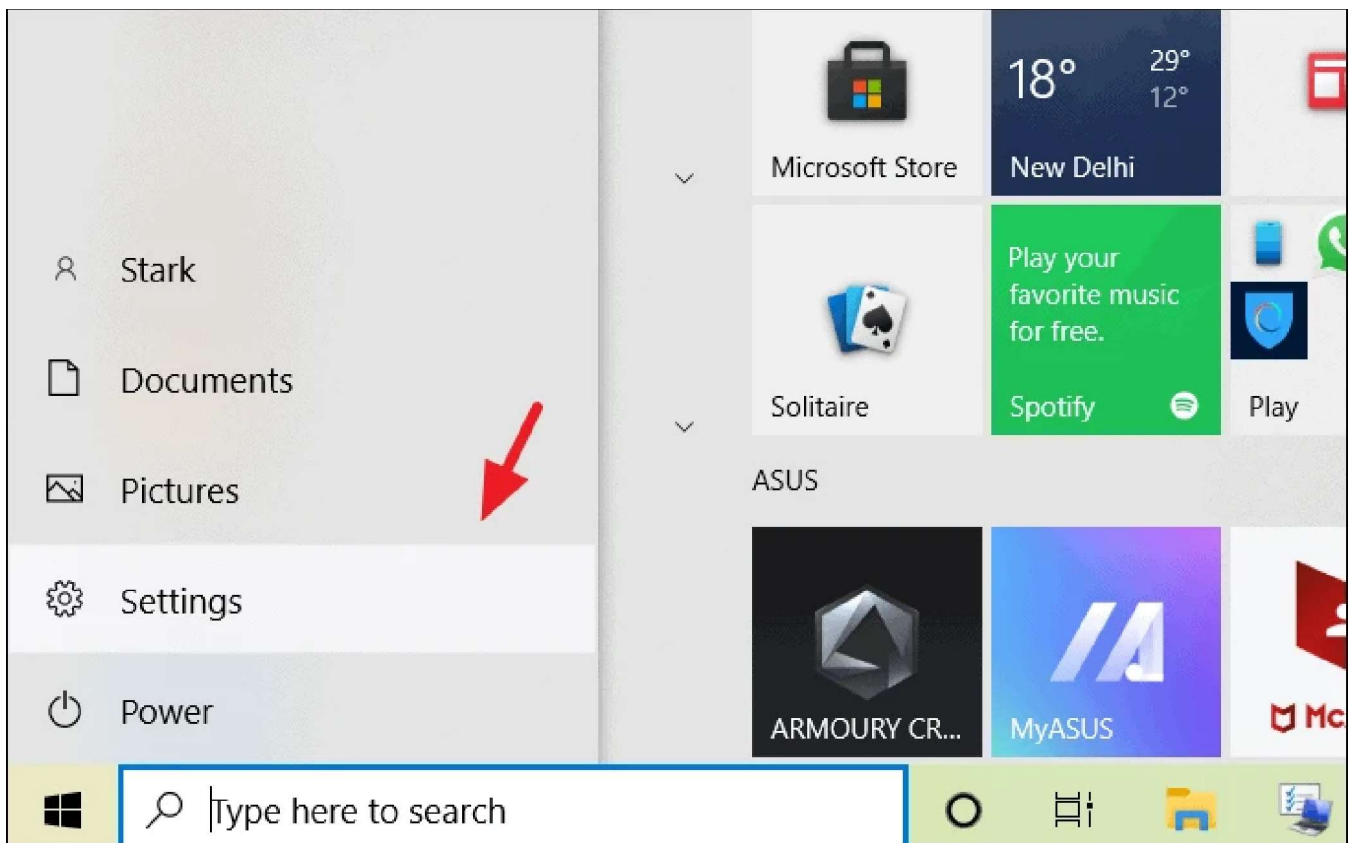 Stark
Documents
Pictures
Settings
Power
Microsoft Store
18°
29°
12°
New Delhi
Solitaire
Play your
favorite music
for free.
Spotify
Play
ASUS
ARMOURY CR...
MyASUS
Mc
Type here to search